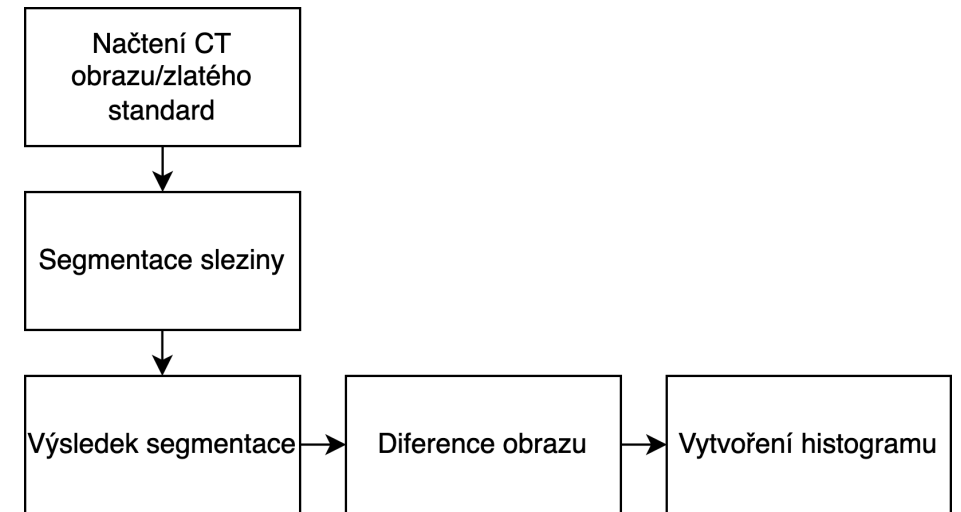 Načtení CT
obrazu/zlatého
standard
Segmentace sleziny
Výsledek segmentace
Diference obrazu
Vytvoření histogramu